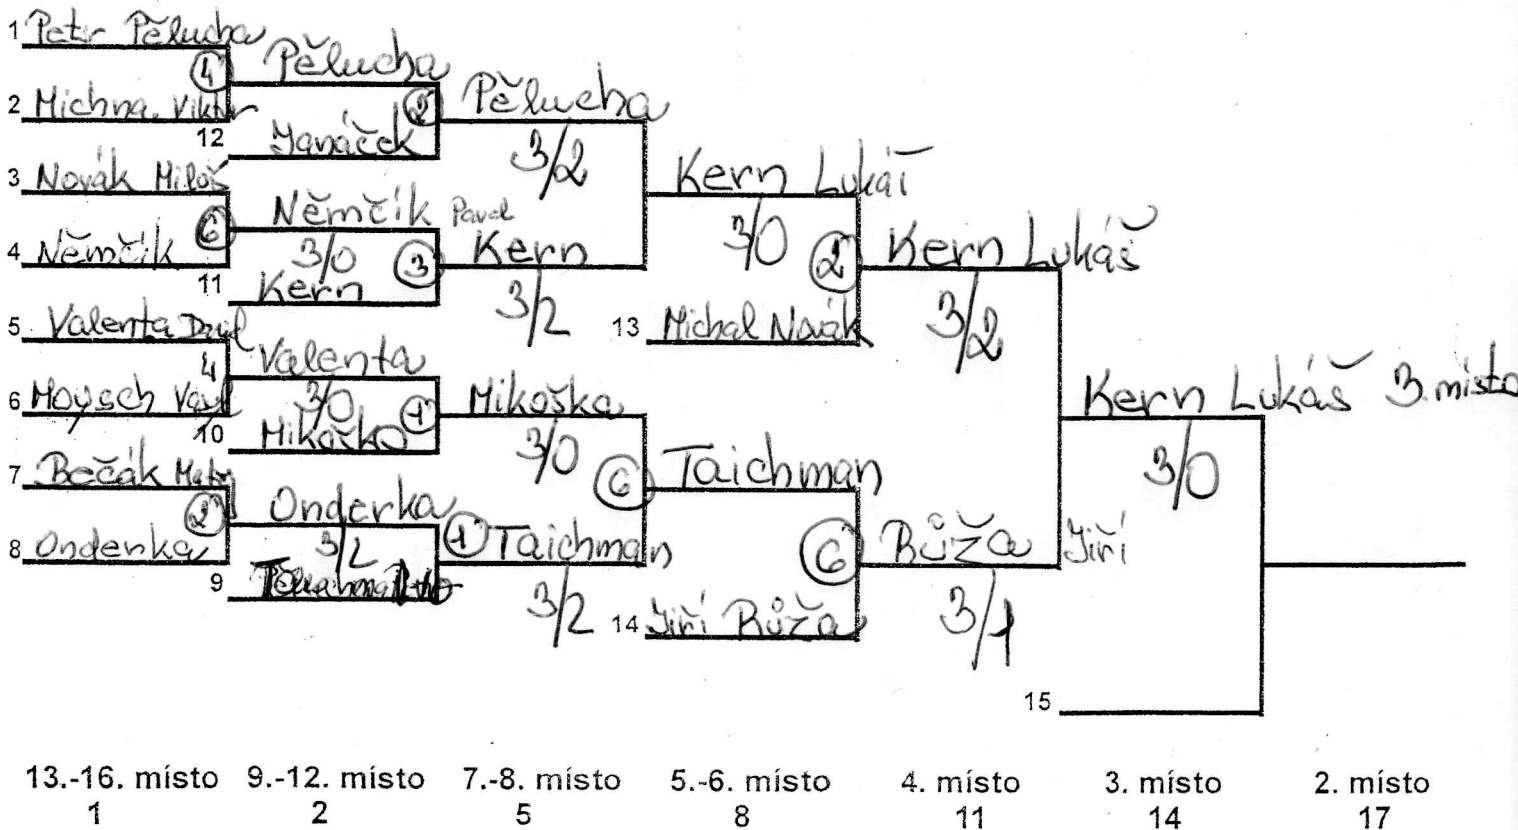 1 Petr Pělucha
④ Pělucha
2 Michna Viktor
② Pělucha
12 Janáček
3/2
3 Novák Miloš
Kern Lukáš
⑥ Němčík Pavel
3/0
4 Němčík
3/0
③ Kern
② Kern Lukáš
11 Kern
3/2
3/2
5 Valenta
13 Michal Novák
4 Valenta
3/0
Kern Lukáš 3. místo
6
① Mikoška
3/0
10 Mikoška
3/0
7 Bečák
⑥ Taichman
② Onderka
3/2
8 Onderka
① Taichman
⑥ Růža Jiří
9
3/2
3/1
14 Jiří Růža
15
13.-16. místo 9.-12. místo 7.-8. místo 5.-6. místo 4. místo 3. místo 2. místo
1 2 5 8 11 14 17